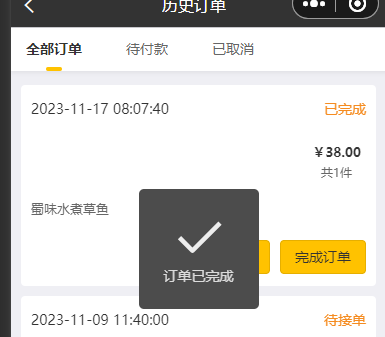 历史订单
全部订单 待付款 已取消
2023-11-17 08:07:40 已完成
￥38.00
共1件
蜀味水煮草鱼
完成订单
订单已完成
2023-11-09 11:40:00 待接单